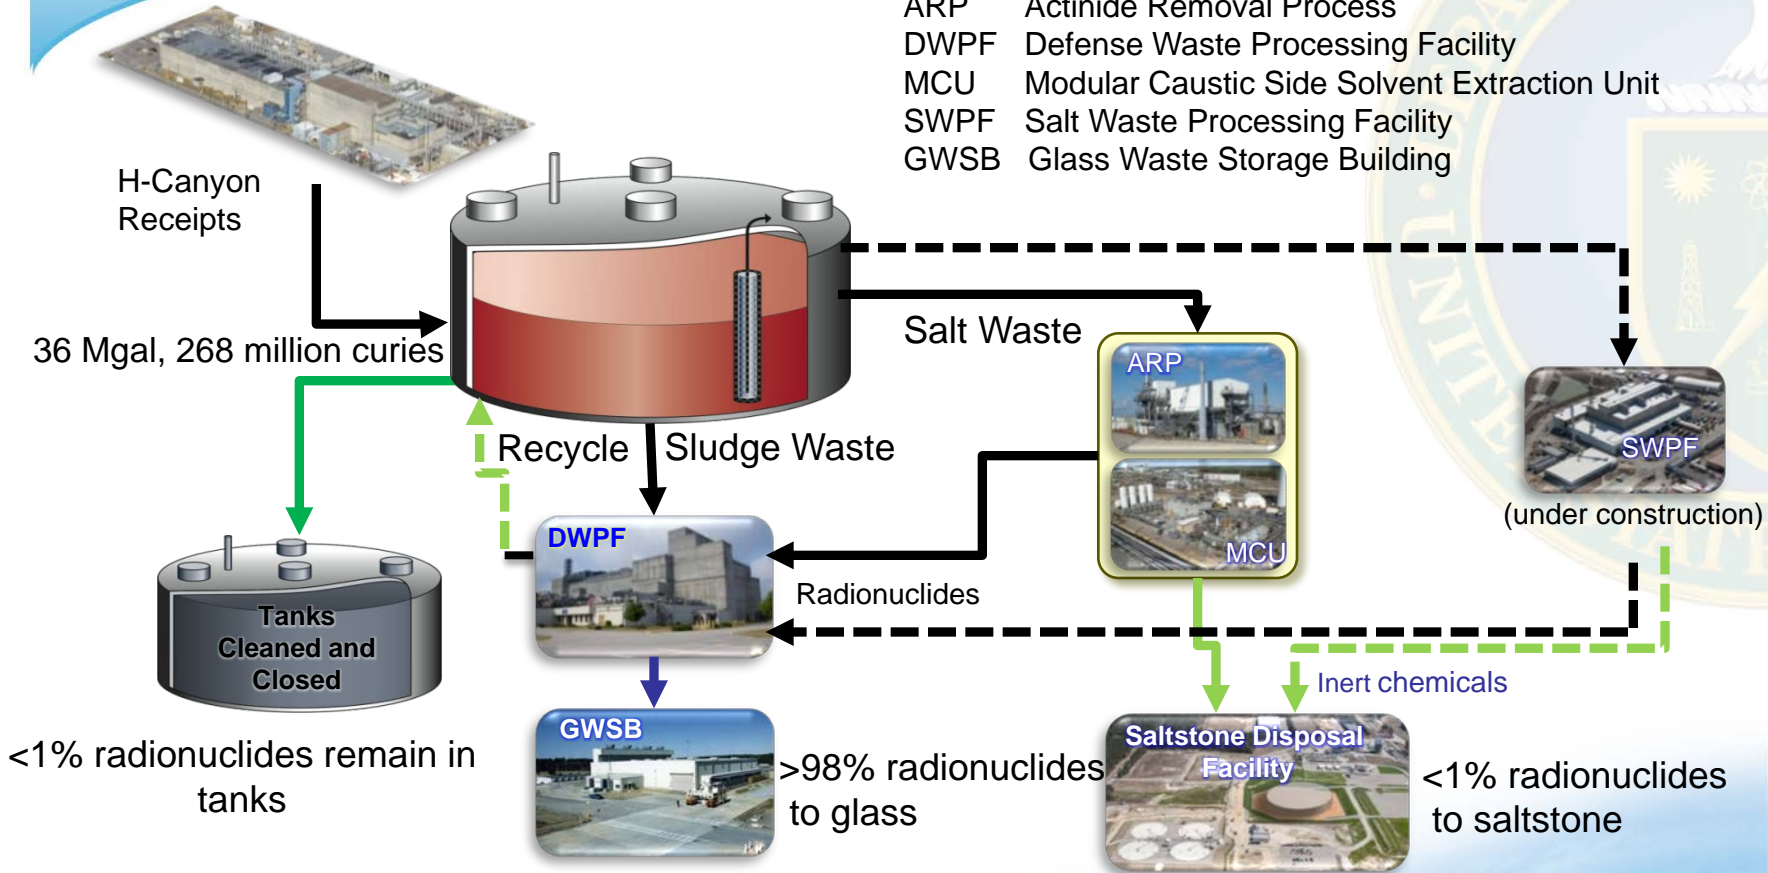 ARP Actinide Removal Process
DWPF Defense Waste Processing Facility
MCU Modular Caustic Side Solvent Extraction Unit
SWPF Salt Waste Processing Facility
GWSB Glass Waste Storage Building
H-Canyon
Receipts
36 Mgal, 268 million curies
Salt Waste
ARP
MCU
SWPF
(under construction)
Recycle
Sludge Waste
DWPF
Radionuclides
Tanks
Cleaned and
Closed
Inert chemicals
<1% radionuclides remain in
tanks
GWSB
>98% radionuclides
to glass
Saltstone Disposal
Facility
<1% radionuclides
to saltstone